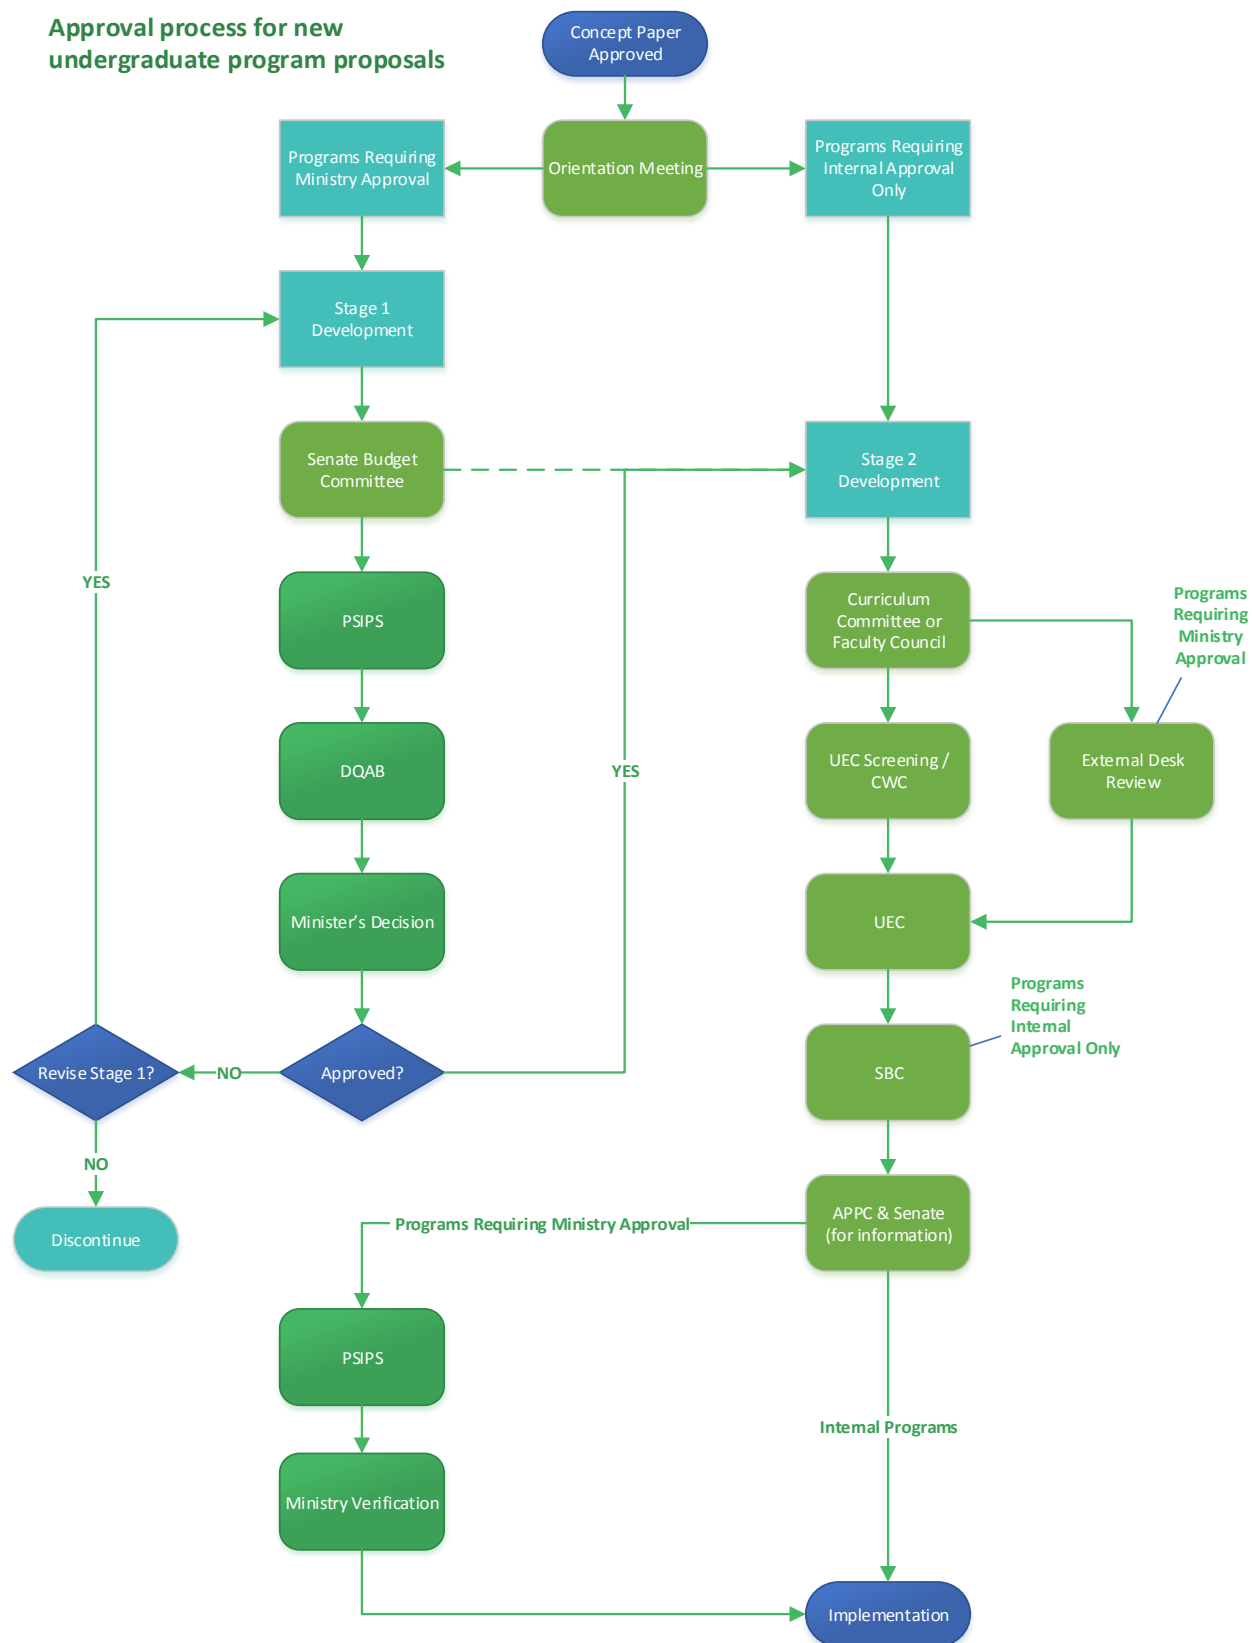 Approval process for new
undergraduate program proposals
Concept Paper
Approved
Programs Requiring
Ministry Approval
Orientation Meeting
Programs Requiring
Internal Approval
Only
Stage 1
Development
Senate Budget
Committee
Stage 2
Development
YES
PSIPS
Curriculum
Committee or
Faculty Council
Programs
Requiring
Ministry
Approval
DQAB
YES
UEC Screening /
CWC
External Desk
Review
Minister's Decision
UEC
Programs
Requiring
Internal
Approval Only
Revise Stage 1?
NO
Approved?
SBC
NO
Discontinue
Programs Requiring Ministry Approval
APPC & Senate
(for information)
PSIPS
Internal Programs
Ministry Verification
Implementation